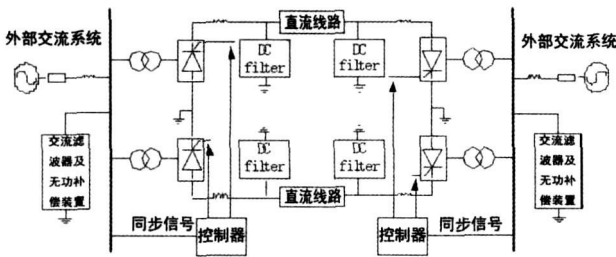 直流线路
外部交流系统
DC
filter
DC
filter
外部交流系统
交流滤
波器及
无功补
偿装置
DC
filter
DC
filter
交流滤
波器及
无功补
偿装置
直流线路
同步信号
控制器
控制器
同步信号